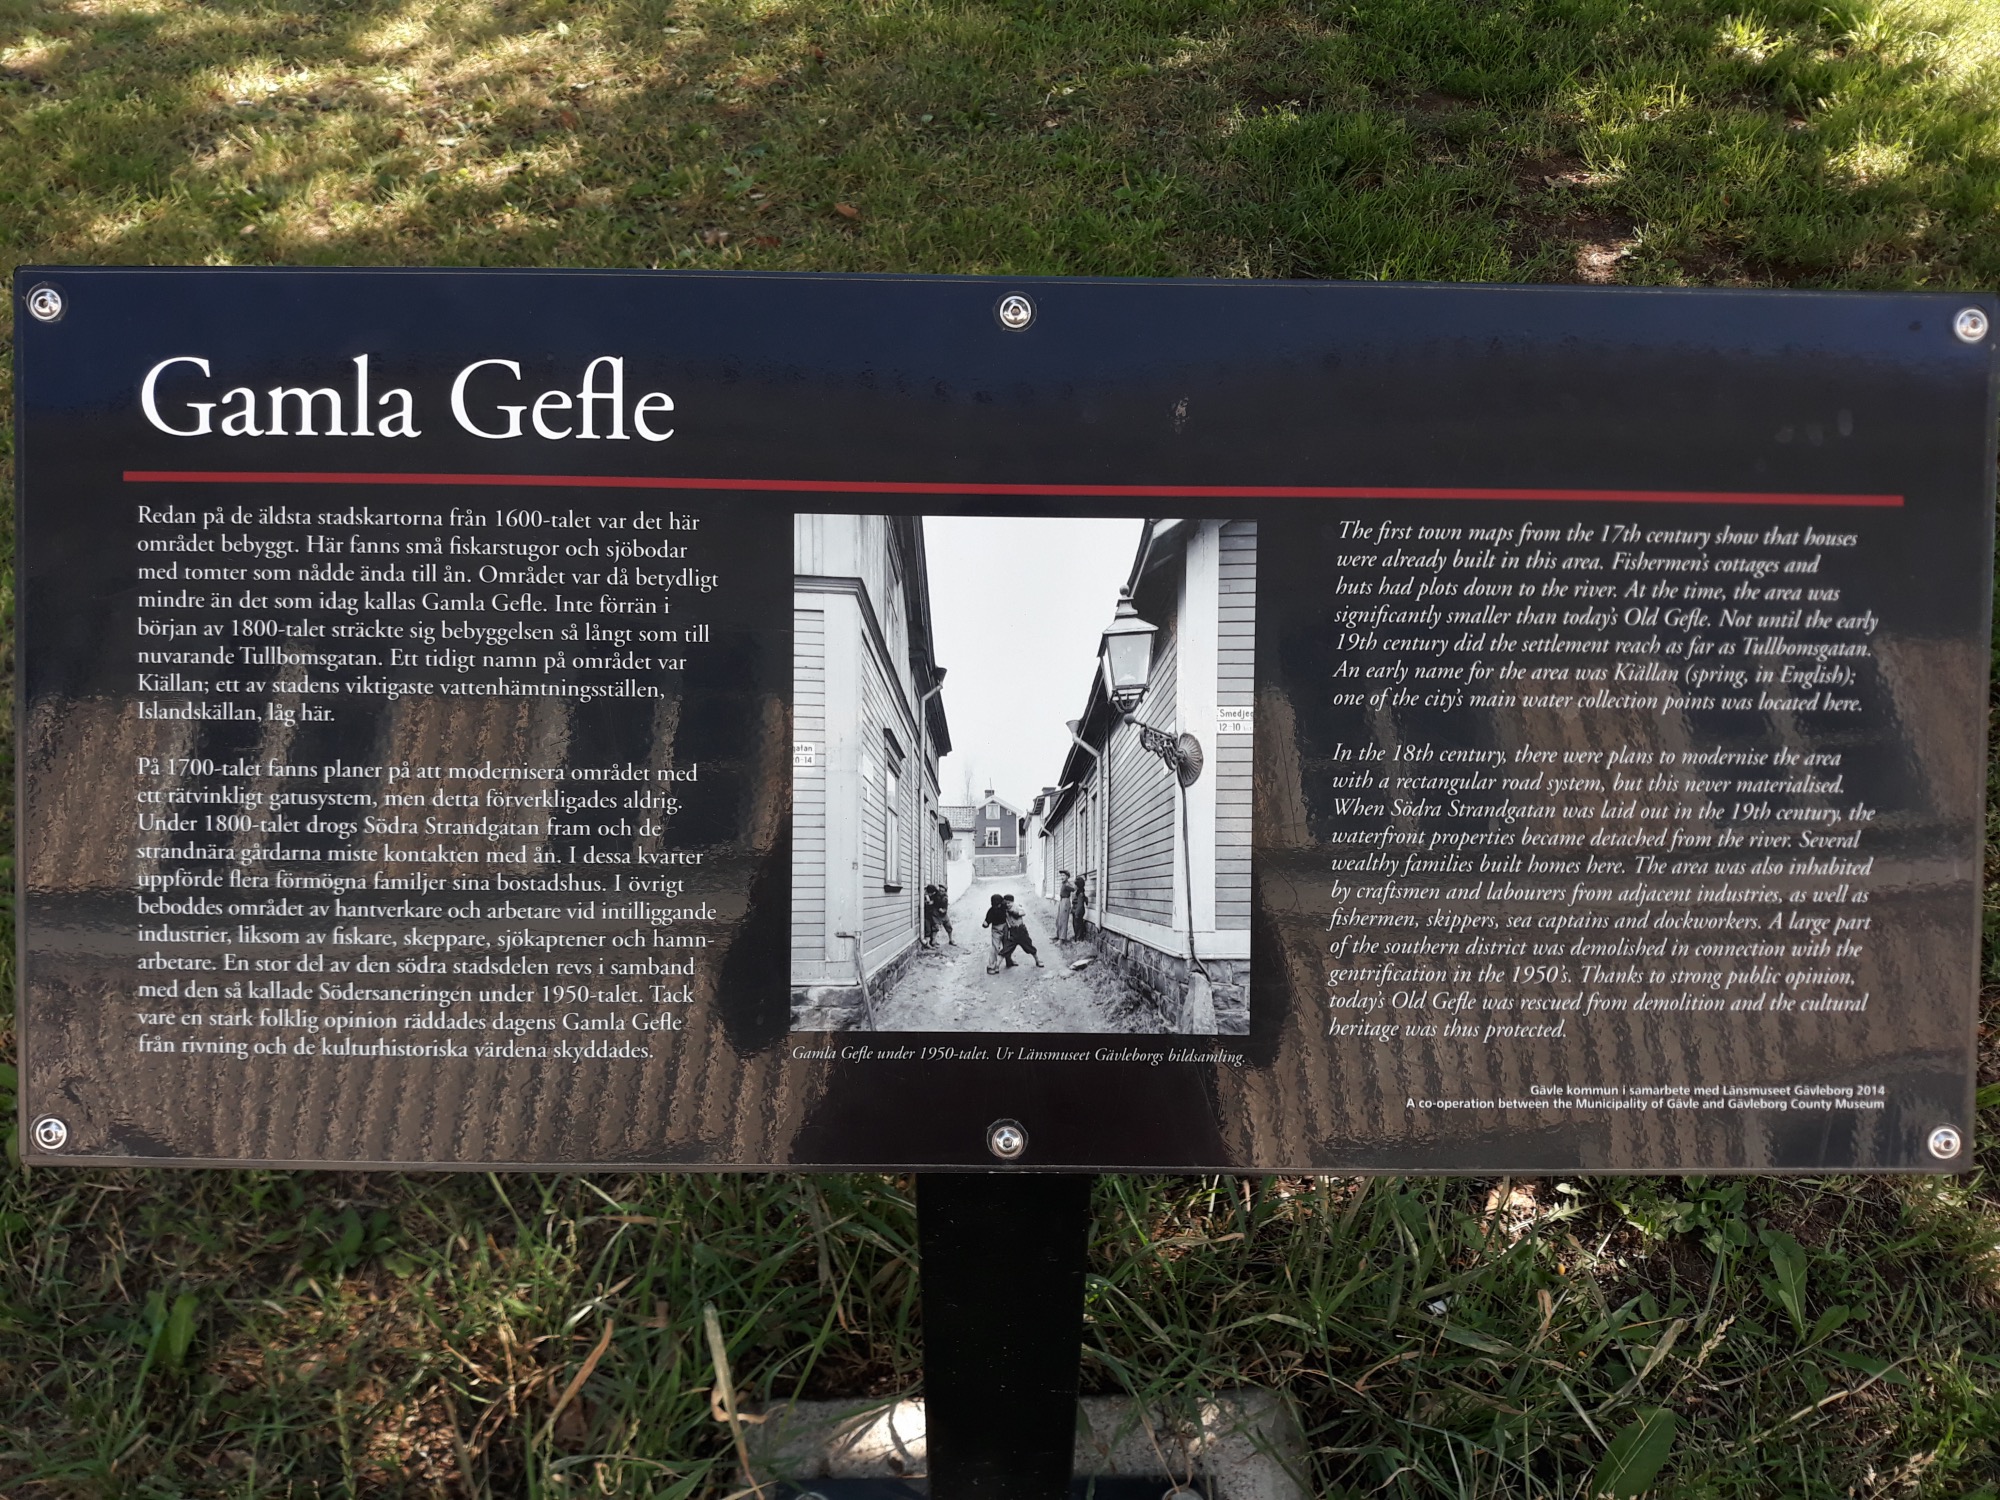 Gamla Gefle
Redan på de äldsta stadskartorna från 1600-talet var det här
området bebyggt. Här fanns små fiskarstugor och sjöbodar
med tomter som nådde ända till ån. Området var då betydligt
mindre än det som idag kallas Gamla Gefle. Inte förrän i
början av 1800-talet sträckte sig bebyggelsen så långt som till
nuvarande Tullbomsgatan. Ett tidigt namn på området var
Kiällan; ett av stadens viktigaste vattenhämtningsställen,
Islandskällan, låg här.
På 1700-talet fanns planer på att modernisera området med
ett rätvinkligt gatusystem, men detta förverkligades aldrig.
Under 1800-talet drogs Södra Strandgatan fram och de
strandnära gårdarna miste kontakten med ån. I dessa kvarter
uppförde flera förmögna familjer sina bostadshus. I övrigt
beboddes området av hantverkare och arbetare vid intilliggande
industrier, liksom av fiskare, skeppare, sjökaptener och hamn-
arbetare. En stor del av den södra stadsdelen revs i samband
med den så kallade Södersaneringen under 1950-talet. Tack
vare en stark folklig opinion räddades dagens Gamla Gefle
från rivning och de kulturhistoriska värdena skyddades.
gatan
0-14
Smedjeg
12-10
Gamla Gefle under 1950-talet. Ur Länsmuseet Gävleborgs bildsamling.
The first town maps from the 17th century show that houses
were already built in this area. Fishermen's cottages and
huts had plots down to the river. At the time, the area was
significantly smaller than today's Old Gefle. Not until the early
19th century did the settlement reach as far as Tullbomsgatan.
An early name for the area was Kiällan (spring, in English);
one of the city's main water collection points was located here.
In the 18th century, there were plans to modernise the area
with a rectangular road system, but this never materialised.
When Södra Strandgatan was laid out in the 19th century, the
waterfront properties became detached from the river. Several
wealthy families built homes here. The area was also inhabited
by craftsmen and labourers from adjacent industries, as well as
fishermen, skippers, sea captains and dockworkers. A large part
of the southern district was demolished in connection with the
gentrification in the 1950's. Thanks to strong public opinion,
today's Old Gefle was rescued from demolition and the cultural
heritage was thus protected.
Gävle kommun i samarbete med Länsmuseet Gävleborg 2014
A co-operation between the Municipality of Gävle and Gävleborg County Museum